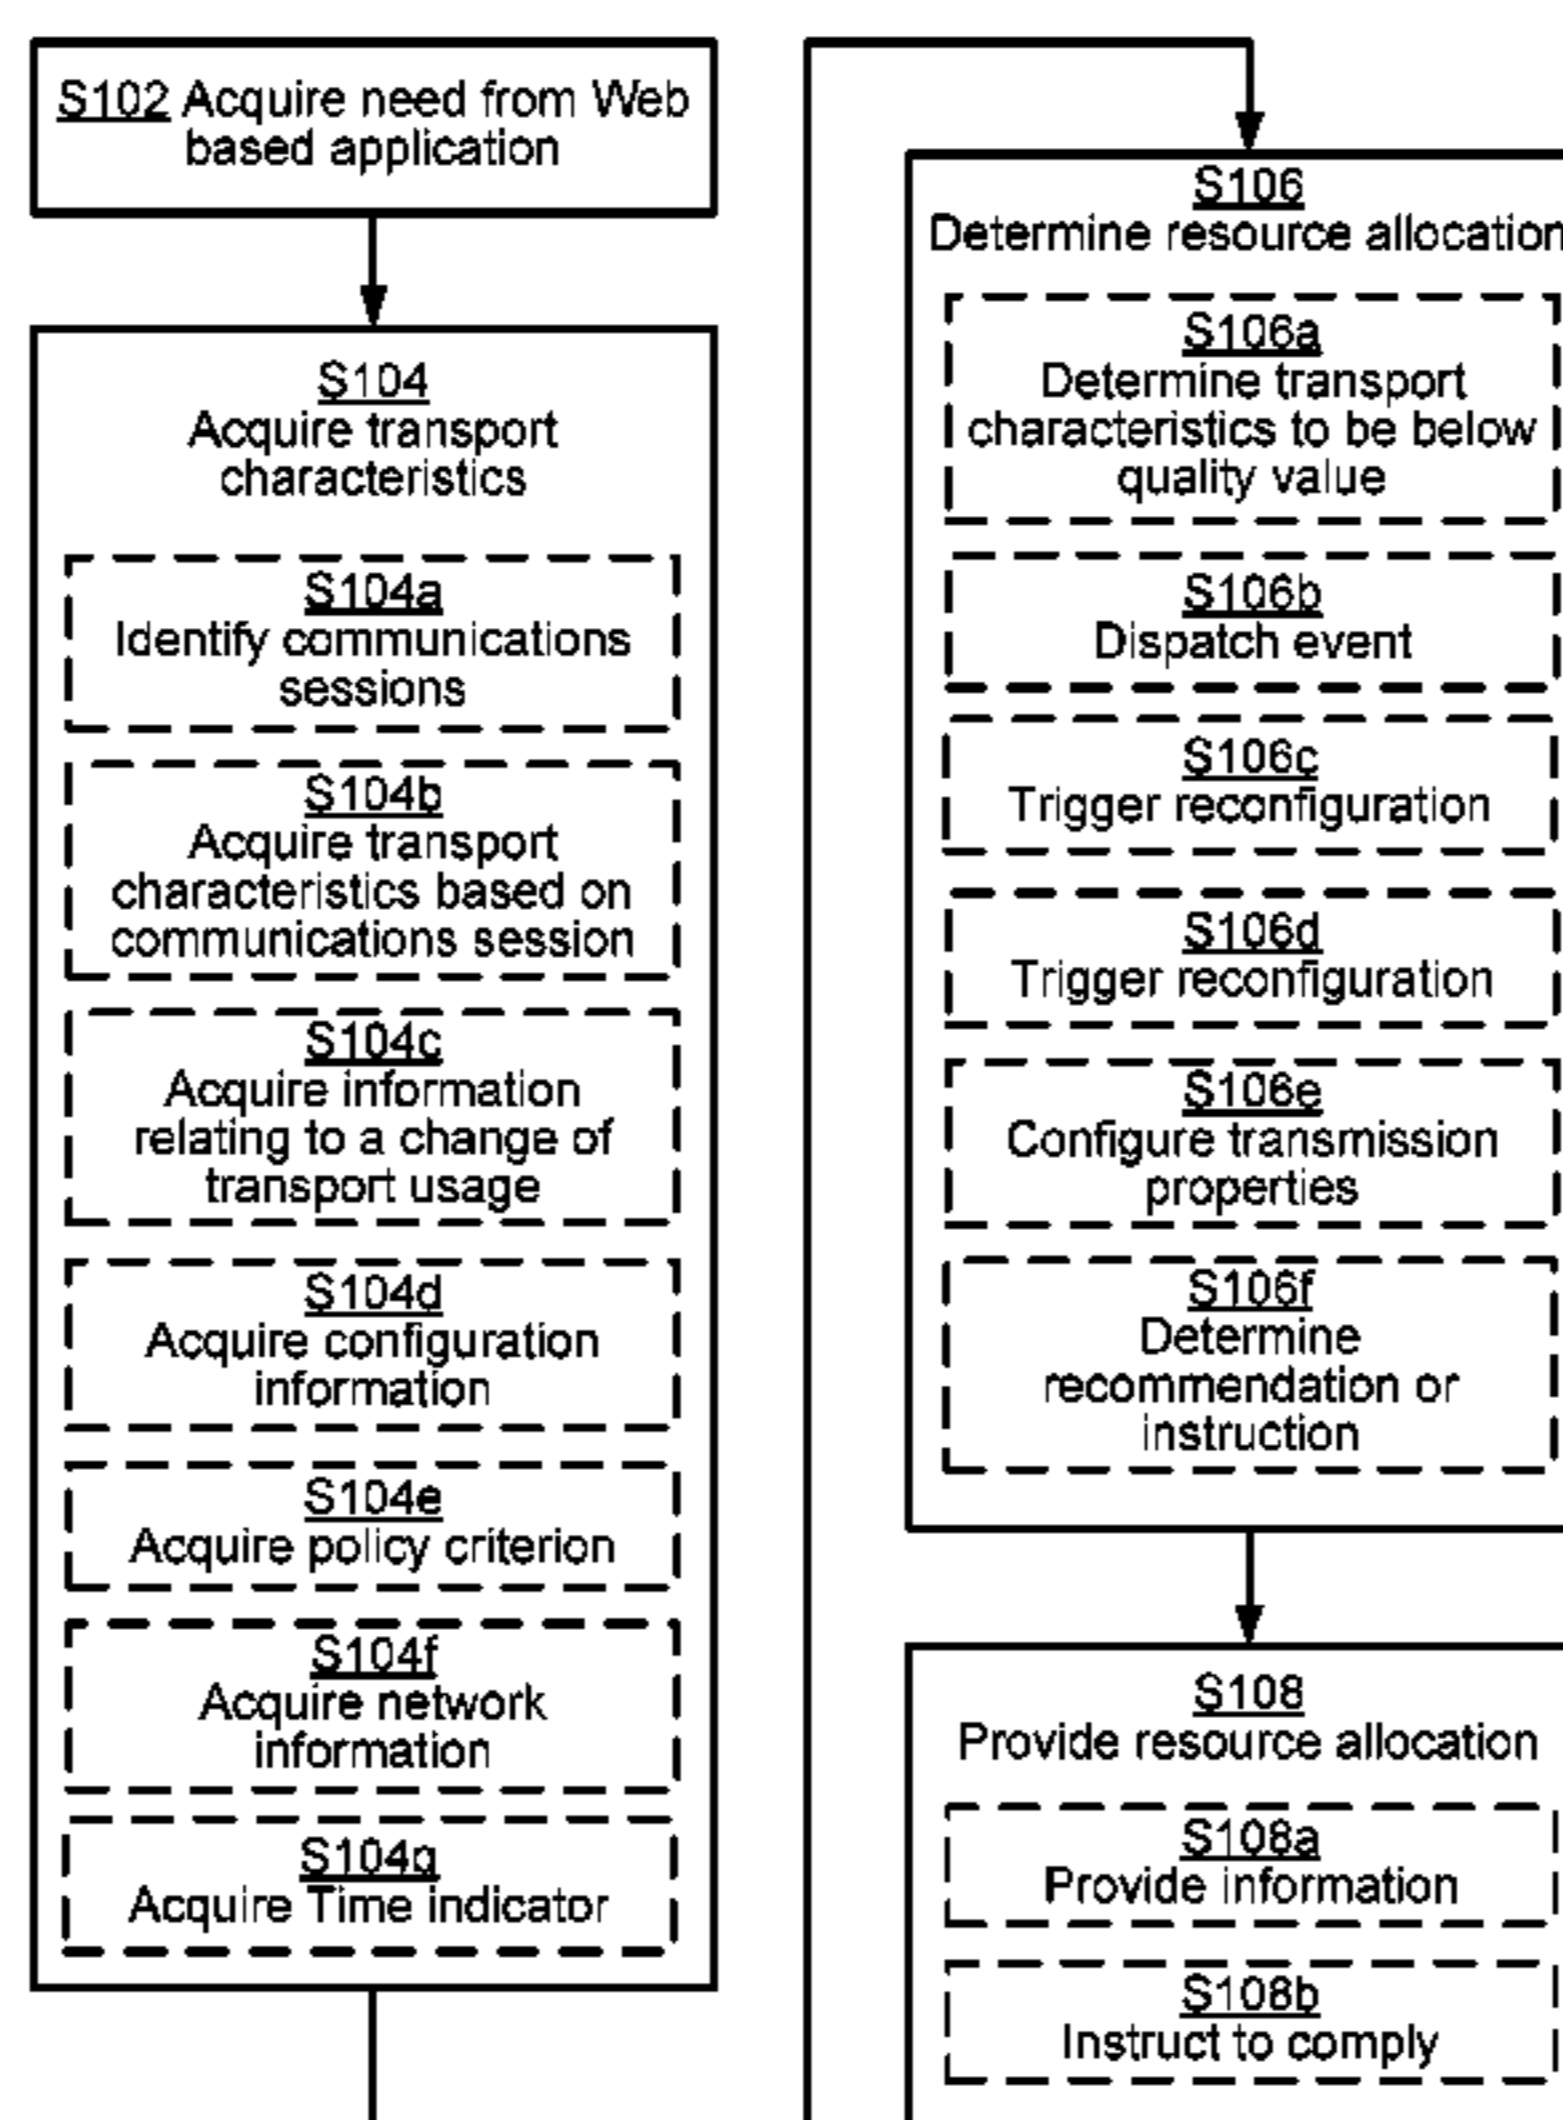 S102 Acquire need from Web
based application
S104
Acquire transport
characteristics
S104a
Identify communications
sessions
S104b
Acquire transport
characteristics based on
communications session
S104c
Acquire information
relating to a change of
transport usage
S104d
Acquire configuration
information
S104e
Acquire policy criterion
S104f
Acquire network
information
S104g
Acquire Time indicator
S106
Determine resource allocation
S106a
Determine transport
characteristics to be below
quality value
S106b
Dispatch event
S106c
Trigger reconfiguration
S106d
Trigger reconfiguration
S106e
Configure transmission
properties
S106f
Determine
recommendation or
instruction
S108
Provide resource allocation
S108a
Provide information
S108b
Instruct to comply